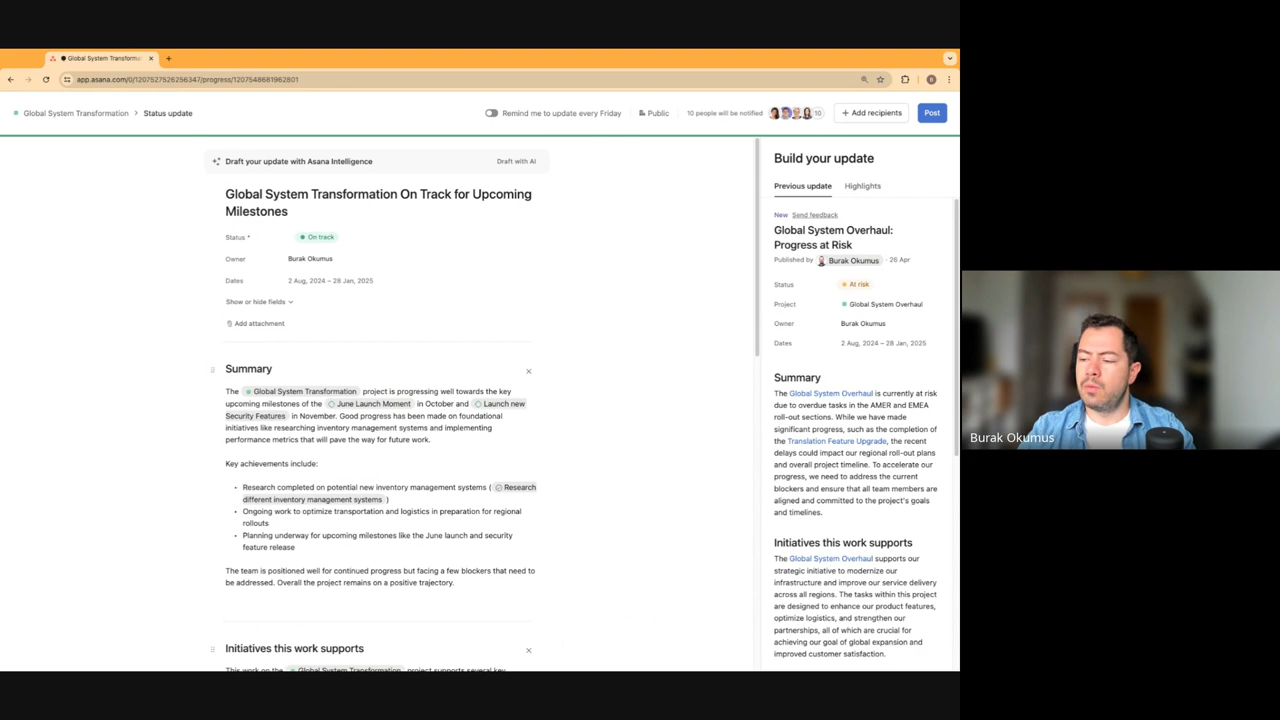 Global System Transforma
app.asana.com/0/1207527526256347/progress/1207548681962801
B
Global System Transformation > Status update
Remind me to update every Friday
Public
10 people will be notified
10
+ Add recipients
Post
Draft your update with Asana Intelligence
Draft with AI
Global System Transformation On Track for Upcoming
Milestones
Status *
On track
Owner
Burak Okumus
Dates
2 Aug, 2024 – 28 Jan, 2025
Show or hide fields
Add attachment
Summary
The Global System Transformation project is progressing well towards the key
upcoming milestones of the June Launch Moment in October and Launch new
Security Features in November. Good progress has been made on foundational
initiatives like researching inventory management systems and implementing
performance metrics that will pave the way for future work.
Key achievements include:
• Research completed on potential new inventory management systems ( Research
different inventory management systems )
• Ongoing work to optimize transportation and logistics in preparation for regional
rollouts
• Planning underway for upcoming milestones like the June launch and security
feature release
The team is positioned well for continued progress but facing a few blockers that need to
be addressed. Overall the project remains on a positive trajectory.
Initiatives this work supports
This work on the Global System Transformation project supports several key
Build your update
Previous update
Highlights
New Send feedback
Global System Overhaul:
Progress at Risk
Published by Burak Okumus · 26 Apr
Status
At risk
Project
Global System Overhaul
Owner
Burak Okumus
Dates
2 Aug, 2024 – 28 Jan, 2025
Summary
The Global System Overhaul is currently at risk
due to overdue tasks in the AMER and EMEA
roll-out sections. While we have made
significant progress, such as the completion of
the Translation Feature Upgrade, the recent
delays could impact our regional roll-out plans
and overall project timeline. To accelerate our
progress, we need to address the current
blockers and ensure that all team members are
aligned and committed to the project's goals
and timelines.
Initiatives this work supports
The Global System Overhaul supports our
strategic initiative to modernize our
infrastructure and improve our service delivery
across all regions. The tasks within this project
are designed to enhance our product features,
optimize logistics, and strengthen our
partnerships, all of which are crucial for
achieving our goal of global expansion and
improved customer satisfaction.
Burak Okumus